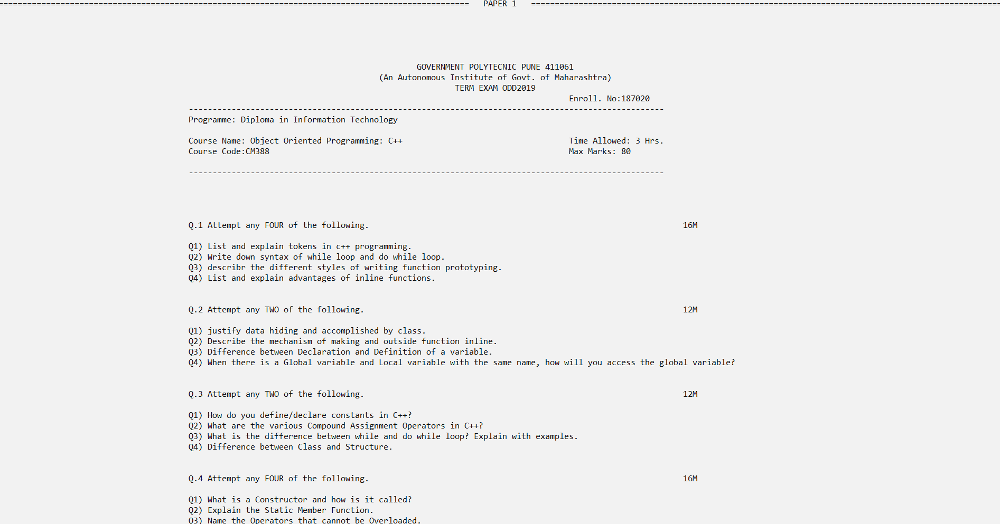 =================================================================================================== PAPER 1 ===================================================================================================
GOVERNMENT POLYTECNIC PUNE 411061
(An Autonomous Institute of Govt. of Maharashtra)
TERM EXAM ODD2019
Enroll. No:187020
----------------------------------------------------------------------------------------------------
Programme: Diploma in Information Technology
Course Name: Object Oriented Programming: C++ Time Allowed: 3 Hrs.
Course Code:CM388 Max Marks: 80
----------------------------------------------------------------------------------------------------
Q.1 Attempt any FOUR of the following. 16M
Q1) List and explain tokens in c++ programming.
Q2) Write down syntax of while loop and do while loop.
Q3) describr the different styles of writing function prototyping.
Q4) List and explain advantages of inline functions.
Q.2 Attempt any TWO of the following. 12M
Q1) justify data hiding and accomplished by class.
Q2) Describe the mechanism of making and outside function inline.
Q3) Difference between Declaration and Definition of a variable.
Q4) When there is a Global variable and Local variable with the same name, how will you access the global variable?
Q.3 Attempt any TWO of the following. 12M
Q1) How do you define/declare constants in C++?
Q2) What are the various Compound Assignment Operators in C++?
Q3) What is the difference between while and do while loop? Explain with examples.
Q4) Difference between Class and Structure.
Q.4 Attempt any FOUR of the following. 16M
Q1) What is a Constructor and how is it called?
Q2) Explain the Static Member Function.
Q3) Name the Operators that cannot be Overloaded.